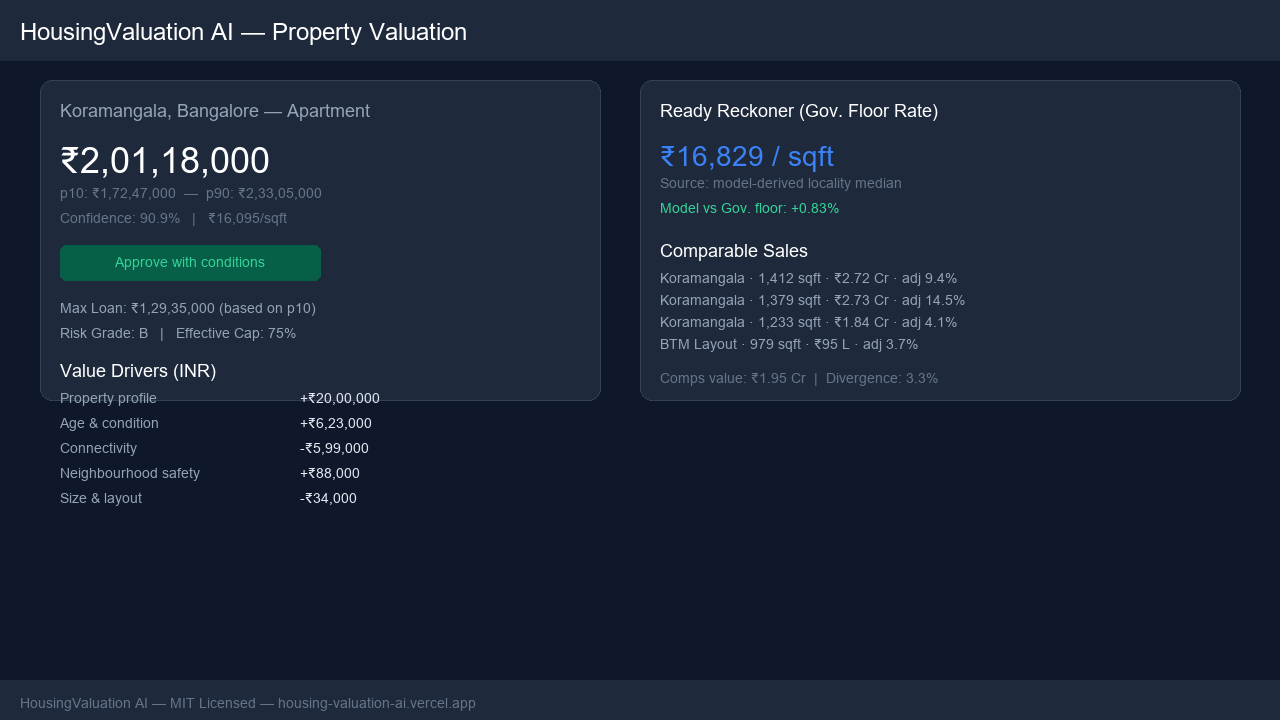 HousingValuation AI — Property Valuation
Koramangala, Bangalore — Apartment
₹2,01,18,000
p10: ₹1,72,47,000 — p90: ₹2,33,05,000
Confidence: 90.9% | ₹16,095/sqft
Approve with conditions
Max Loan: ₹1,29,35,000 (based on p10)
Risk Grade: B | Effective Cap: 75%
Value Drivers (INR)
Property profile +₹20,00,000
Age & condition +₹6,23,000
Connectivity -₹5,99,000
Neighbourhood safety +₹88,000
Size & layout -₹34,000
Ready Reckoner (Gov. Floor Rate)
₹16,829 / sqft
Source: model-derived locality median
Model vs Gov. floor: +0.83%
Comparable Sales
Koramangala · 1,412 sqft · ₹2.72 Cr · adj 9.4%
Koramangala · 1,379 sqft · ₹2.73 Cr · adj 14.5%
Koramangala · 1,233 sqft · ₹1.84 Cr · adj 4.1%
BTM Layout · 979 sqft · ₹95 L · adj 3.7%
Comps value: ₹1.95 Cr | Divergence: 3.3%
HousingValuation AI — MIT Licensed — housing-valuation-ai.vercel.app